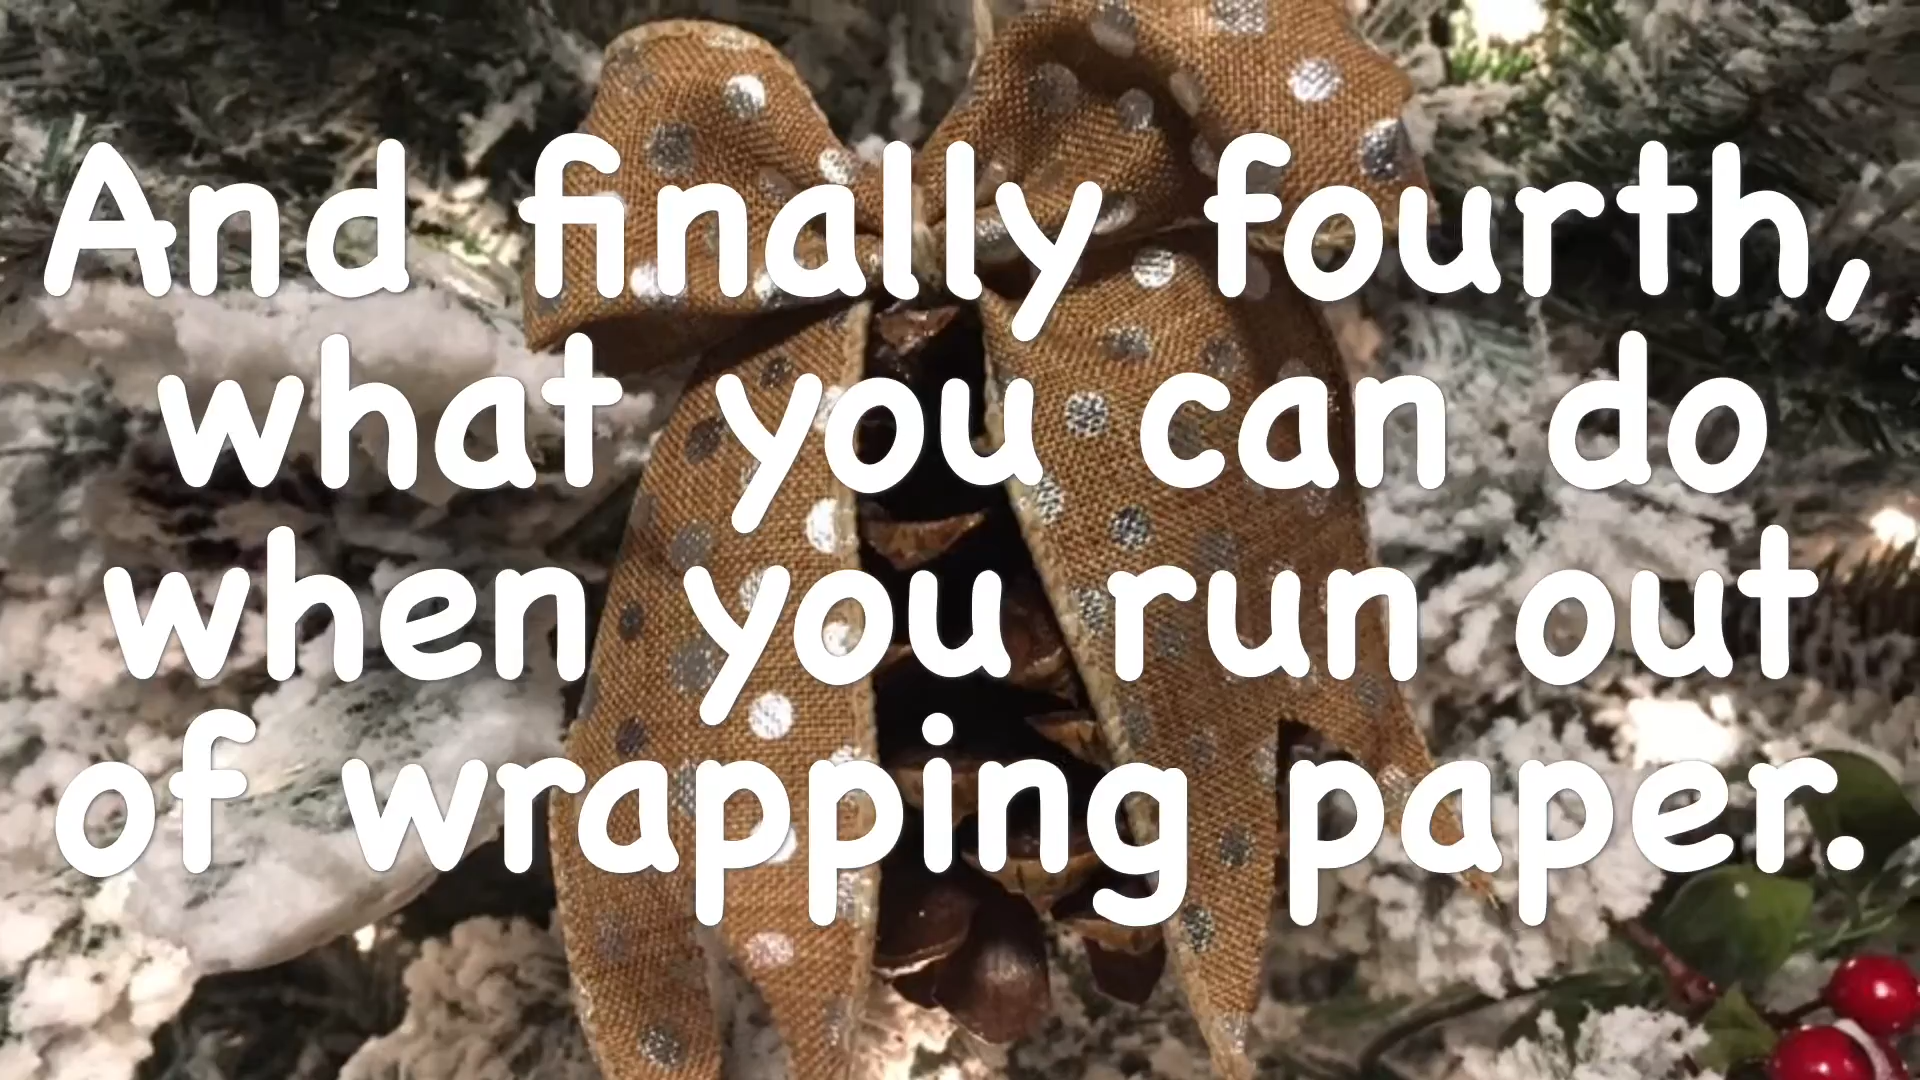 And finally fourth,
what you can do
when you run out
of wrapping paper.